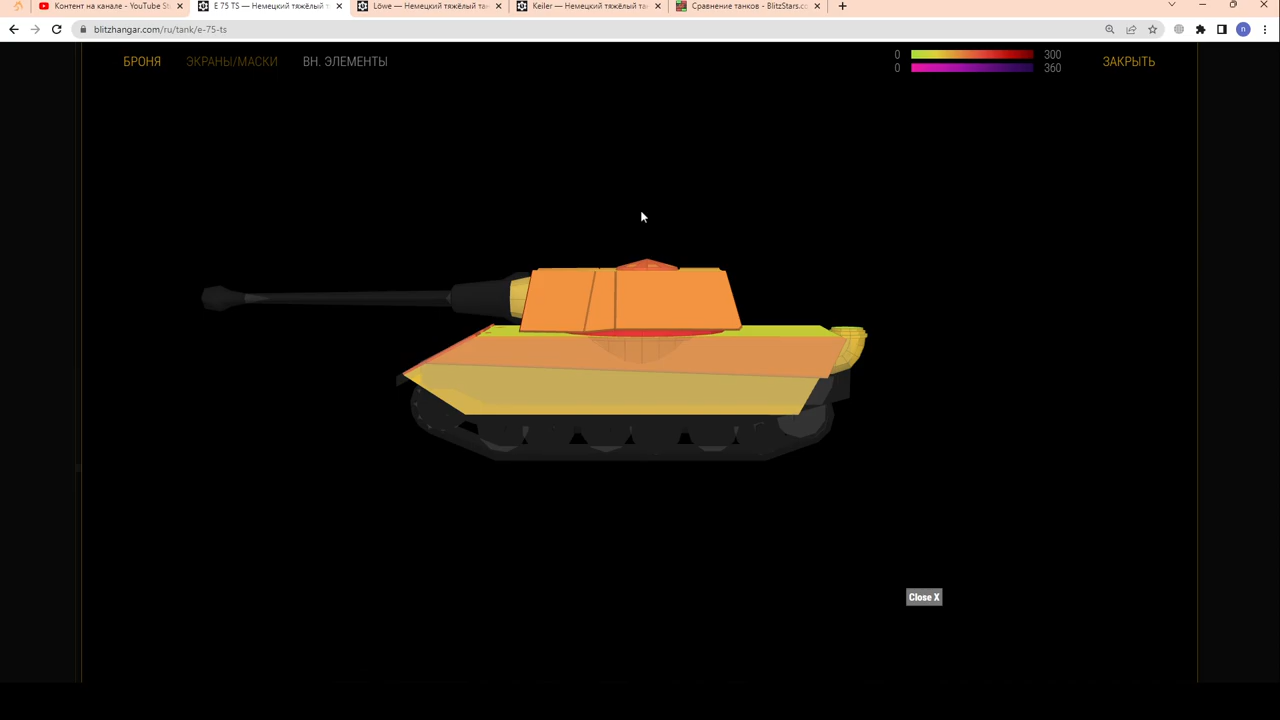 Контент на канале - YouTube St
E 75 TS — Немецкий тяжёлый т
Löwe — Немецкий тяжёлый тан
Keiler — Немецкий тяжёлый та
Сравнение танков - BlitzStars.co
blitzhangar.com/ru/tank/e-75-ts
n
БРОНЯ
ЭКРАНЫ/МАСКИ
ВН. ЭЛЕМЕНТЫ
0 300
0 360
ЗАКРЫТЬ
Close X